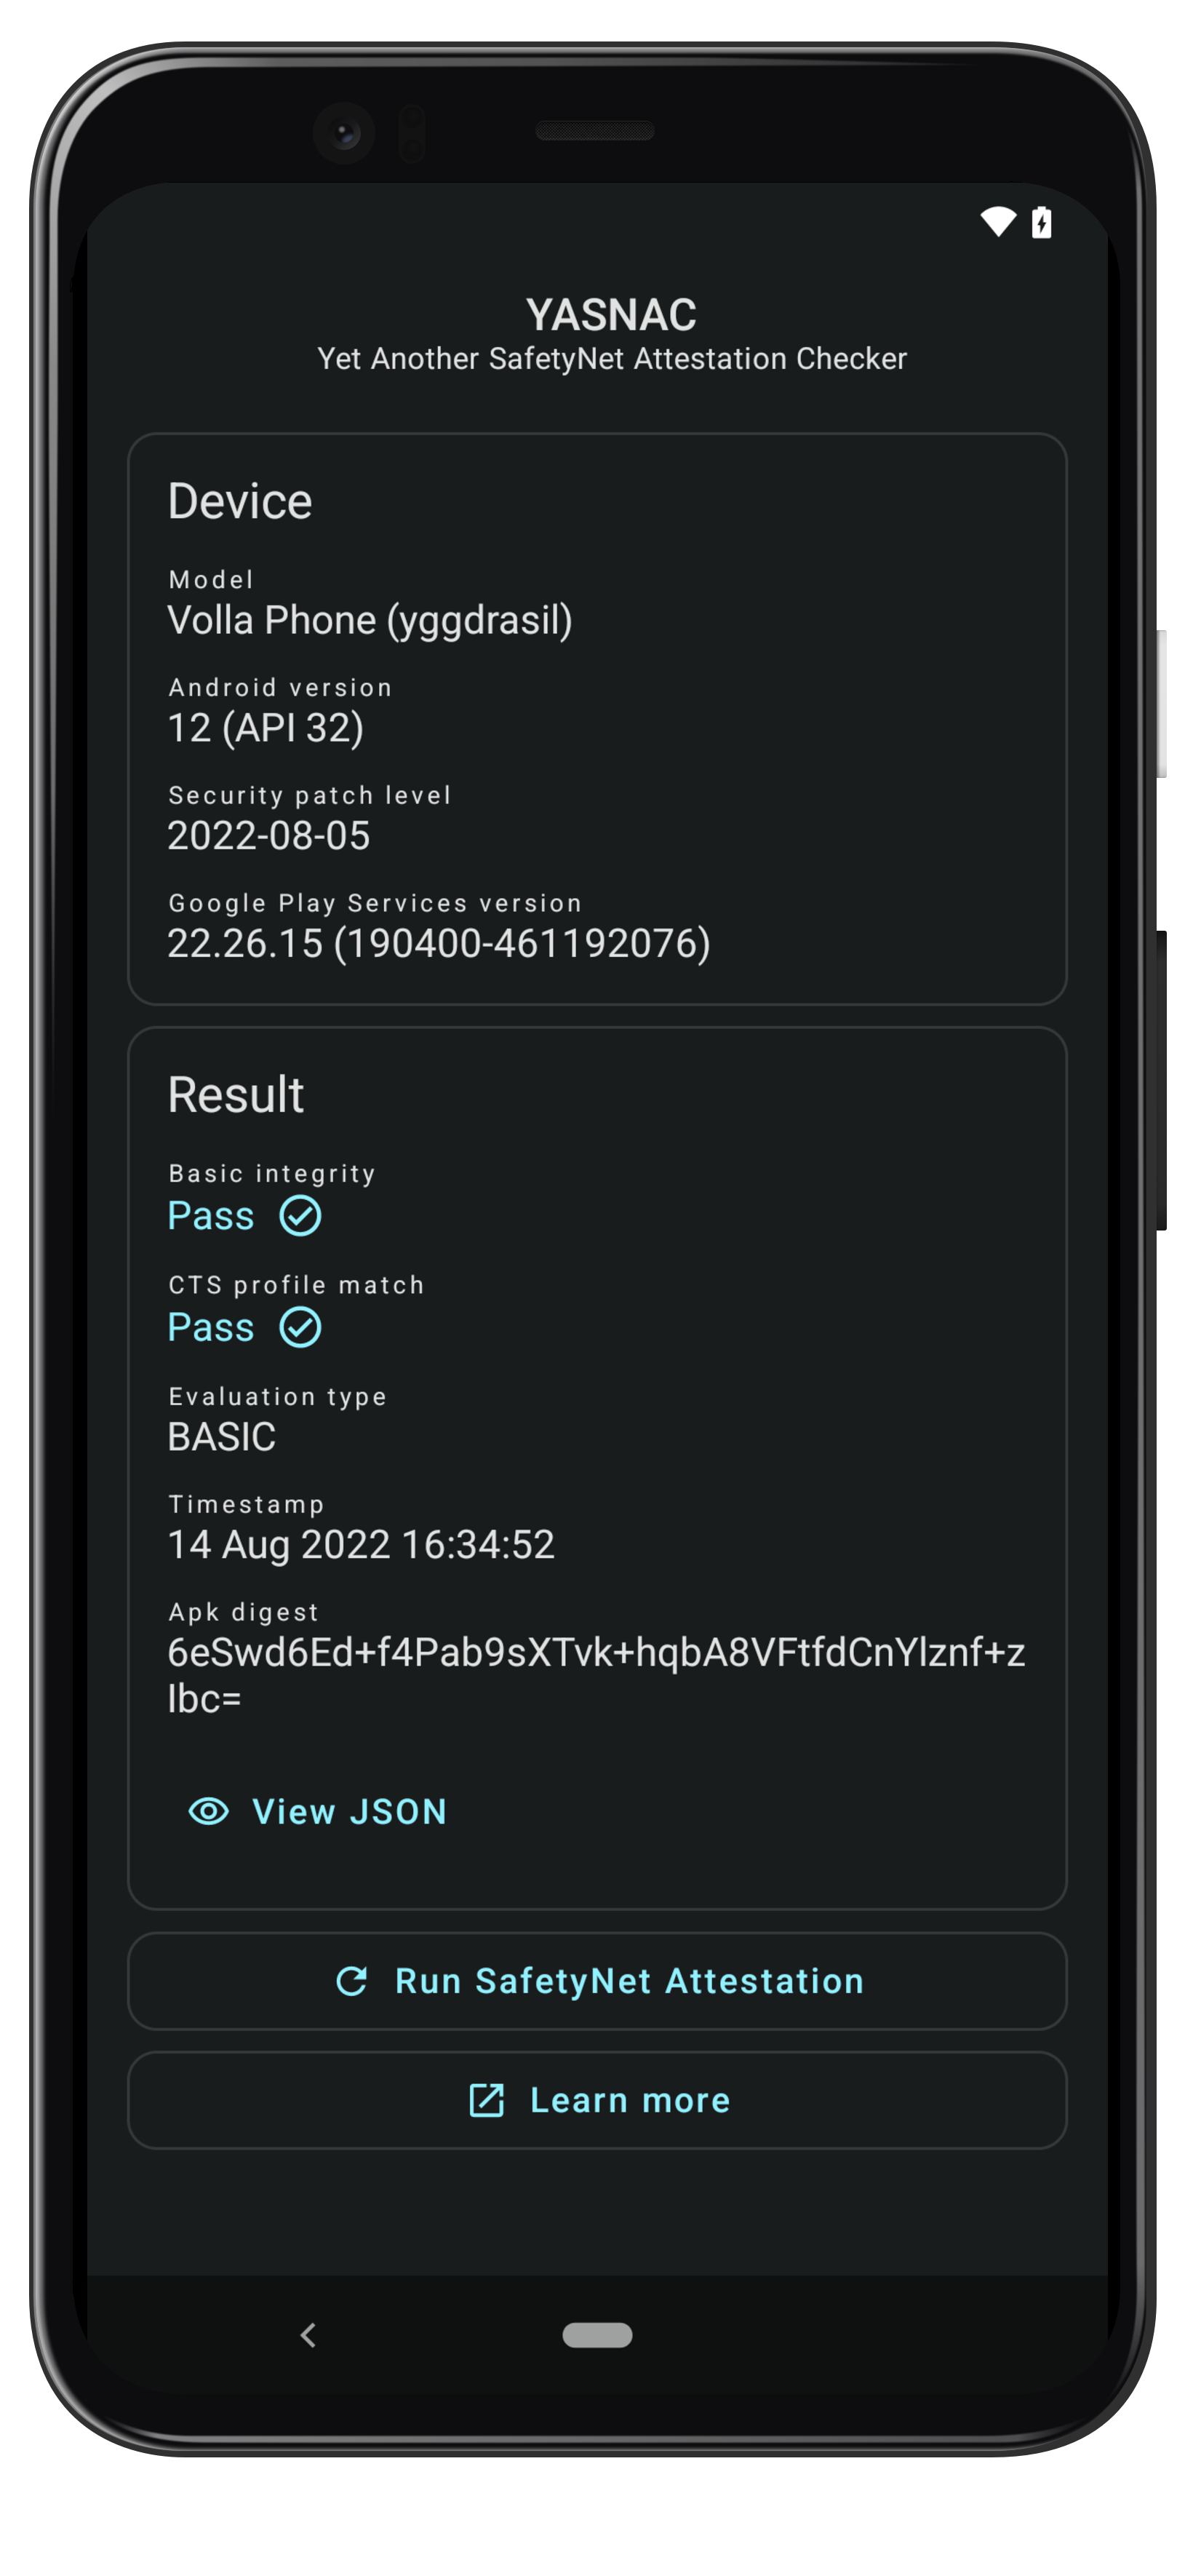 YASNAC
Yet Another SafetyNet Attestation Checker
Device
Model
Volla Phone (yggdrasil)
Android version
12 (API 32)
Security patch level
2022-08-05
Google Play Services version
22.26.15 (190400-461192076)
Result
Basic integrity
Pass
CTS profile match
Pass
Evaluation type
BASIC
Timestamp
14 Aug 2022 16:34:52
Apk digest
6eSwd6Ed+f4Pab9sXTvk+hqbA8VFtfdCnYlznf+z
Ibc=
View JSON
Run SafetyNet Attestation
Learn more